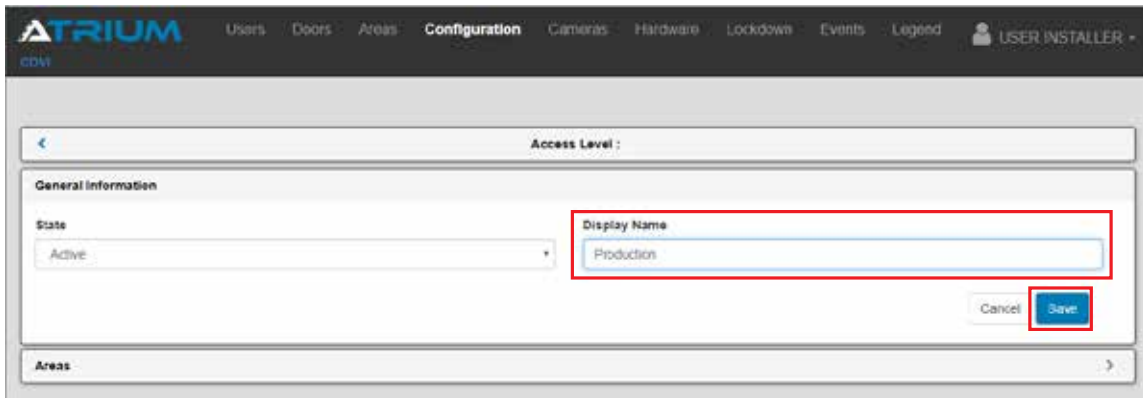 ATRIUM Users Doors Areas Configuration Cameras Hardware Lockdown Events Legend USER INSTALLER
CDVI
Access Level :
General Information
State Display Name
Active Production
Cancel Save
Areas